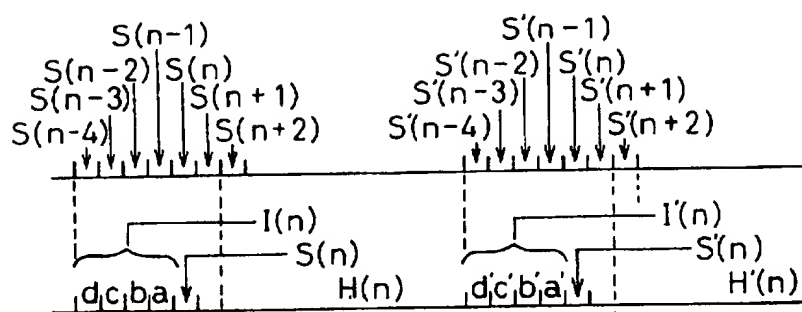 S(n-1) S'(n-1)
S(n-2) S(n) S'(n-2) S'(n)
S(n-3) S(n+1) S'(n-3) S'(n+1)
S(n-4) S(n+2) S'(n-4) S'(n+2)
I(n) I'(n)
S(n) S'(n)
d c b a H(n) d' c' b' a' H'(n)